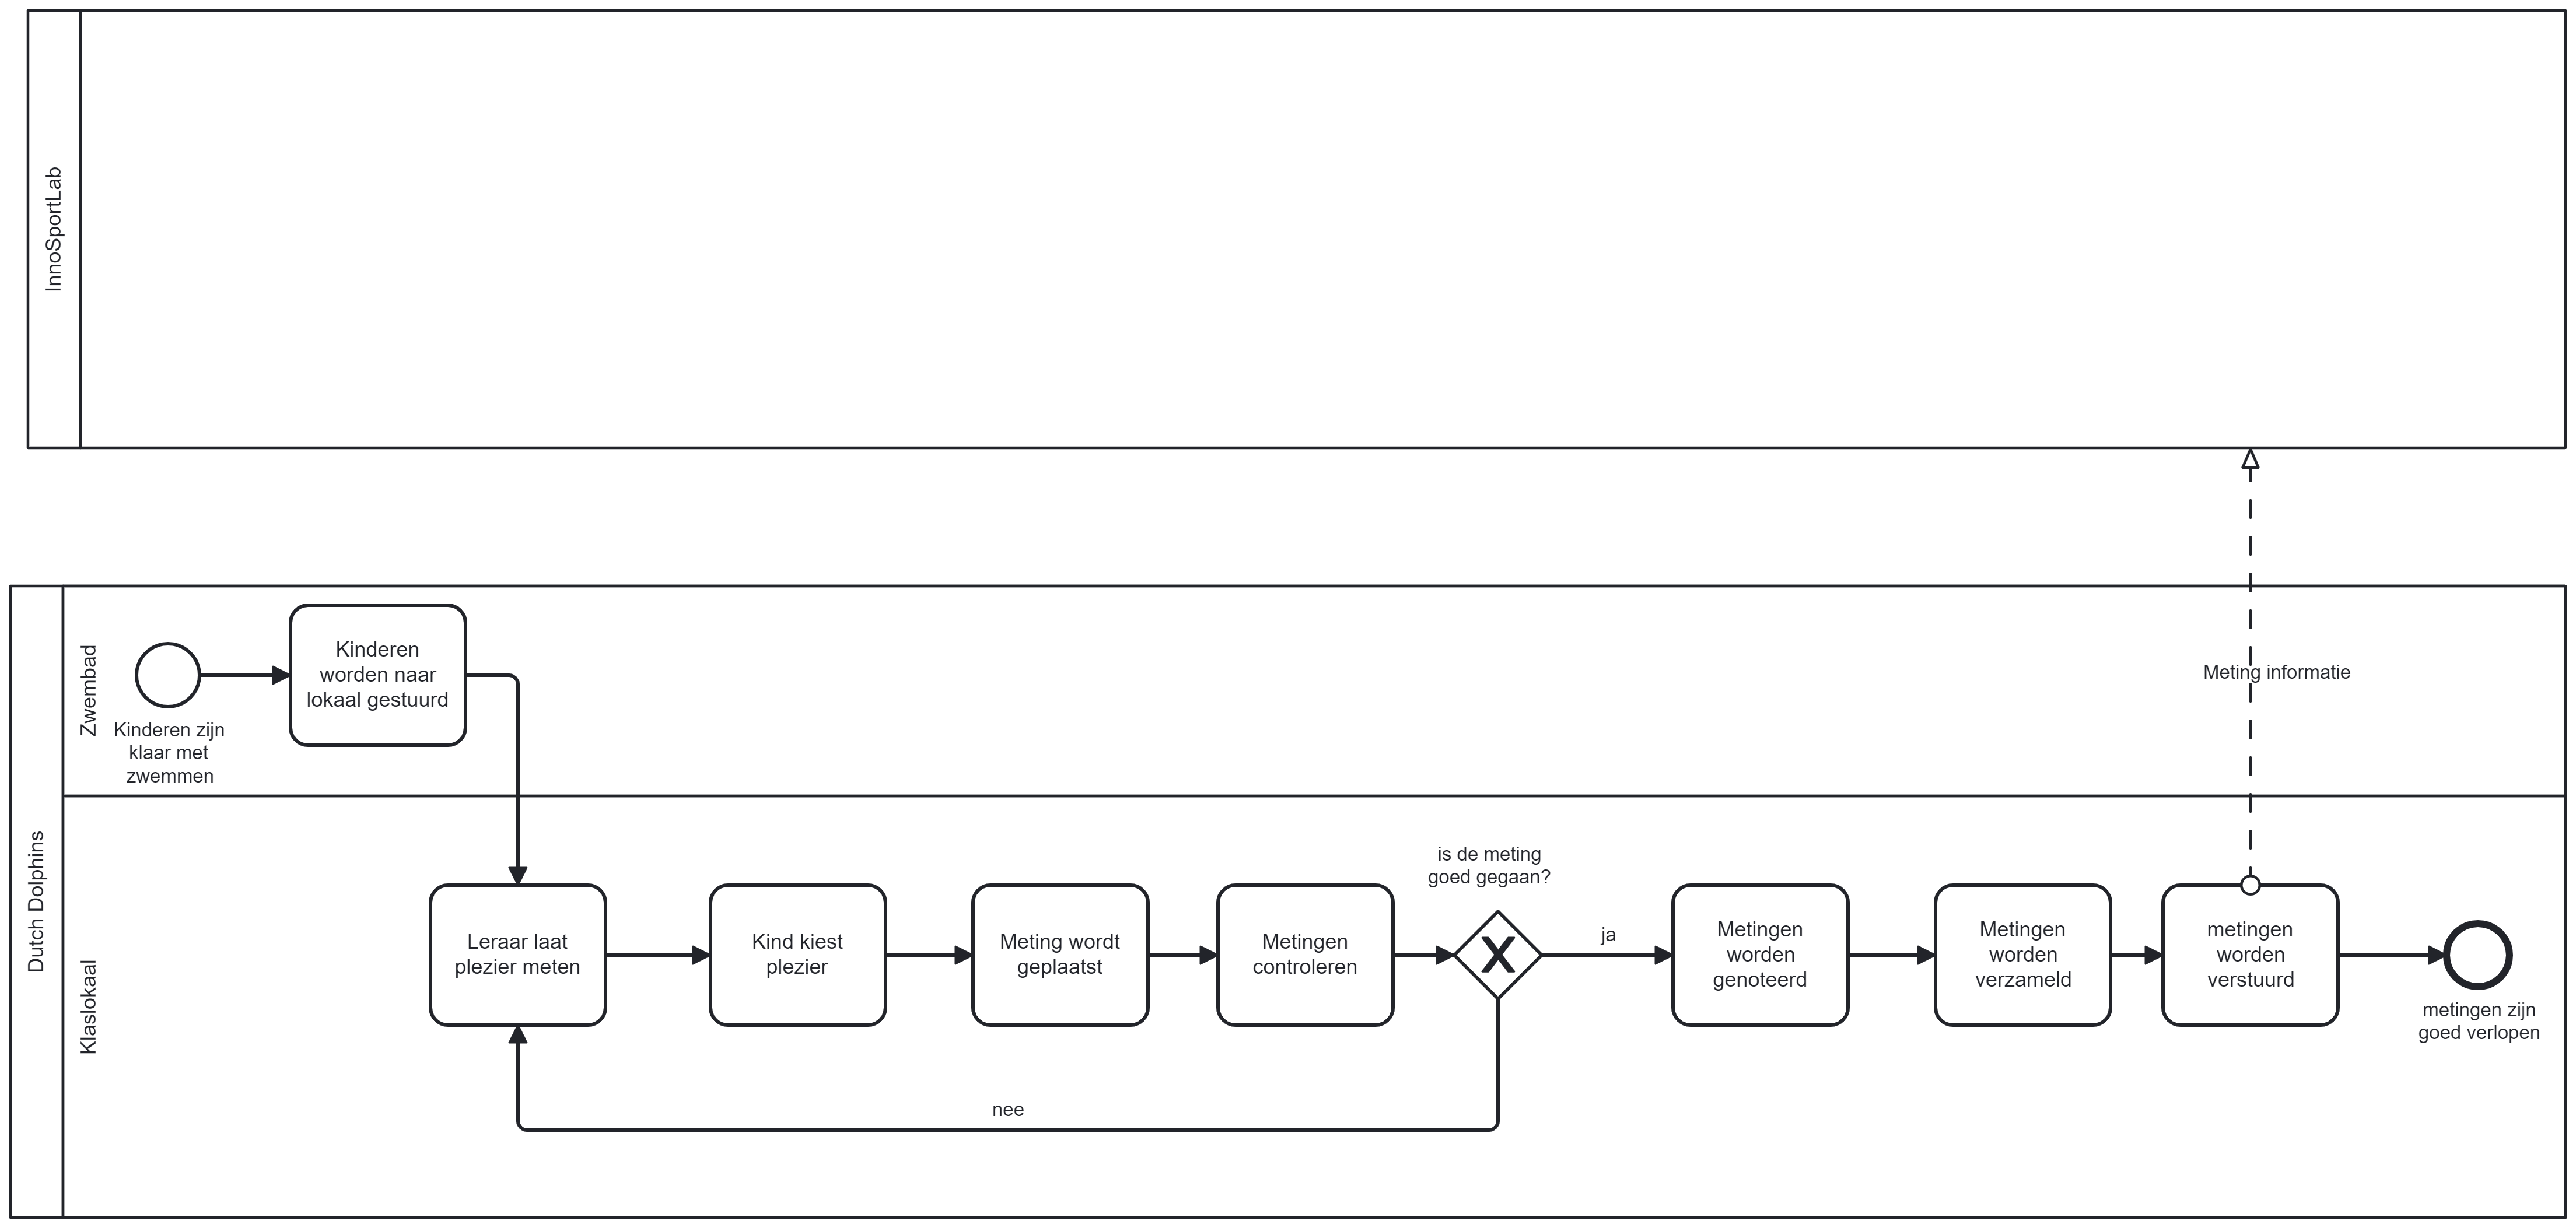 InnoSportLab
Dutch Dolphins
Zwembad
Kinderen zijn
klaar met
zwemmen
Kinderen
worden naar
lokaal gestuurd
Meting informatie
Klaslokaal
Leraar laat
plezier meten
Kind kiest
plezier
Meting wordt
geplaatst
Metingen
controleren
is de meting
goed gegaan?
ja
nee
Metingen
worden
genoteerd
Metingen
worden
verzameld
metingen
worden
verstuurd
metingen zijn
goed verlopen